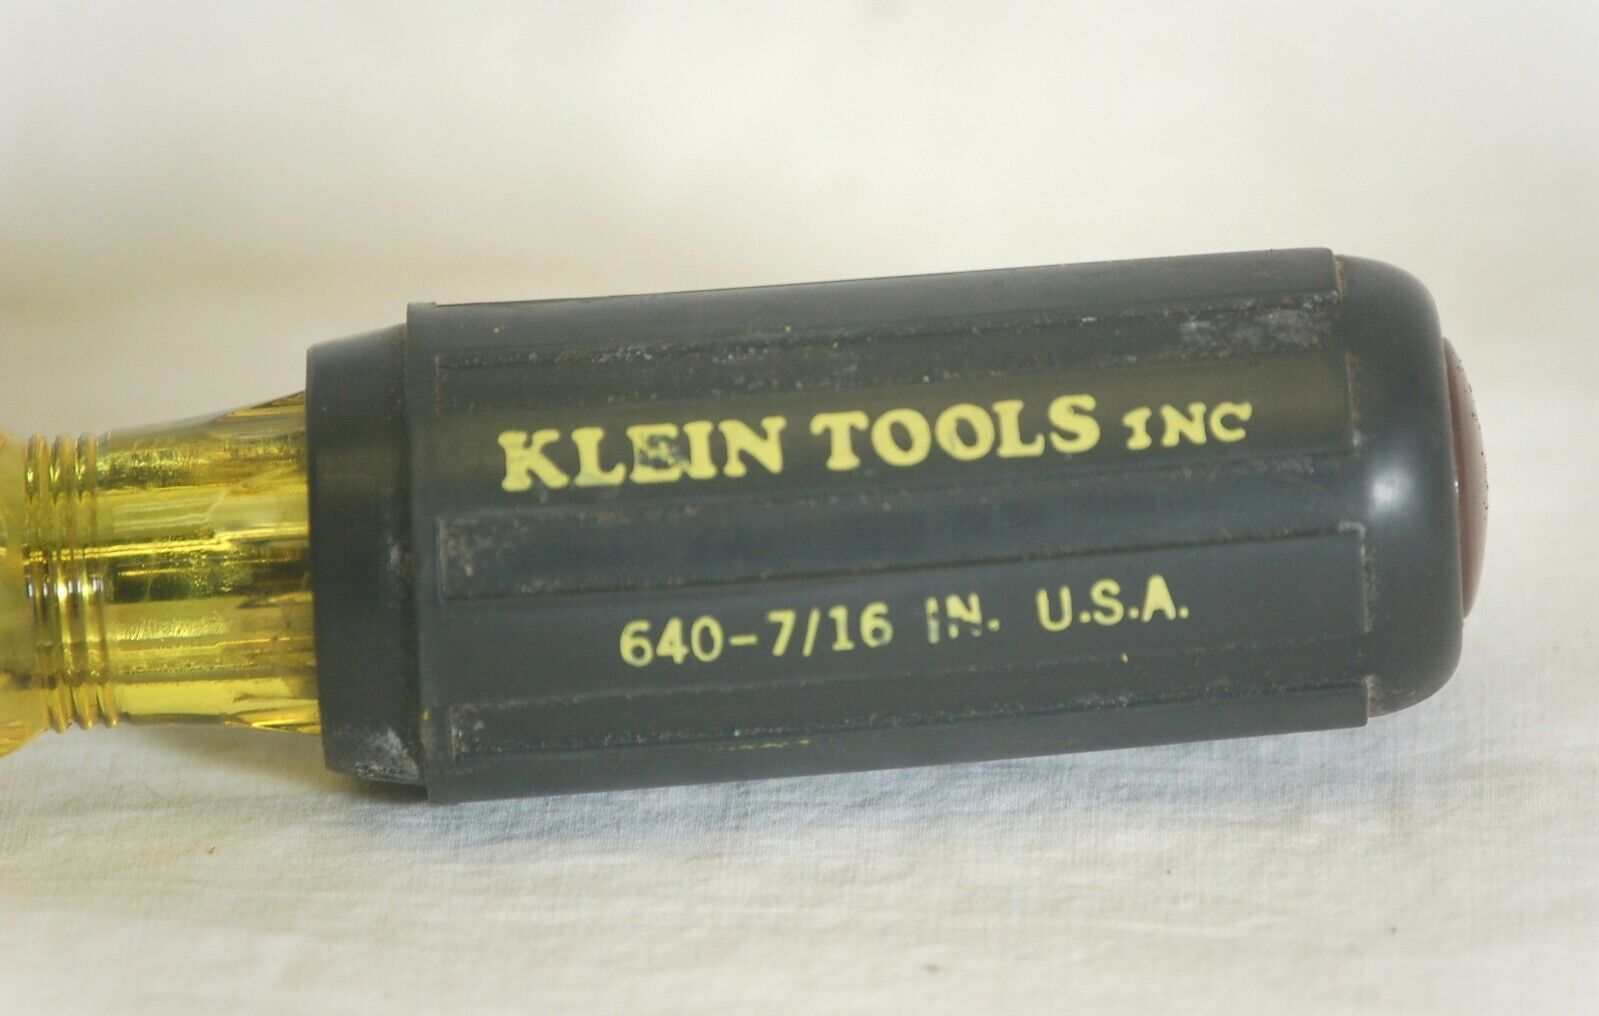 KLEIN TOOLS INC
640-7/16 IN. U.S.A.